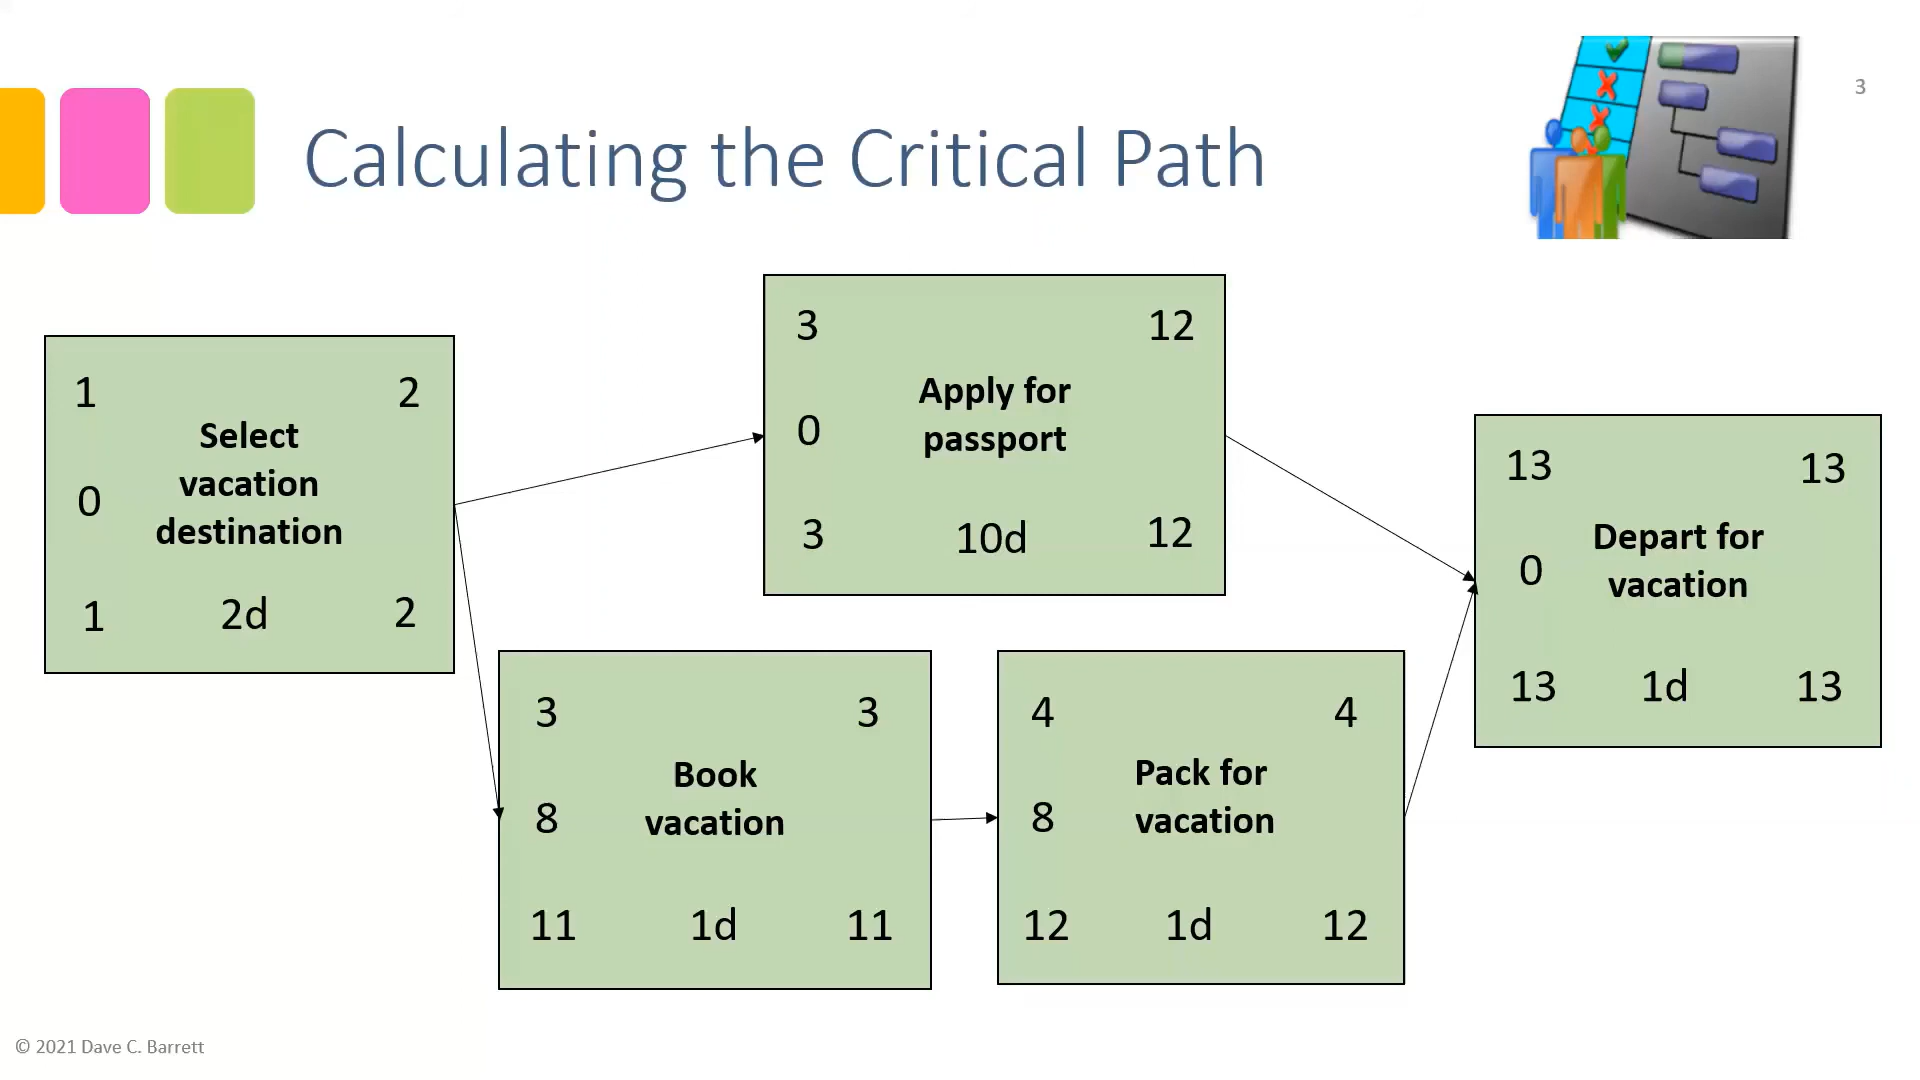 3
Calculating the Critical Path
1 2
Select
vacation
destination
0
1 2d 2
3 12
Apply for
passport
0
3 10d 12
3 3
Book
vacation
8
11 1d 11
4 4
Pack for
vacation
8
12 1d 12
13 13
Depart for
vacation
0
13 1d 13
© 2021 Dave C. Barrett